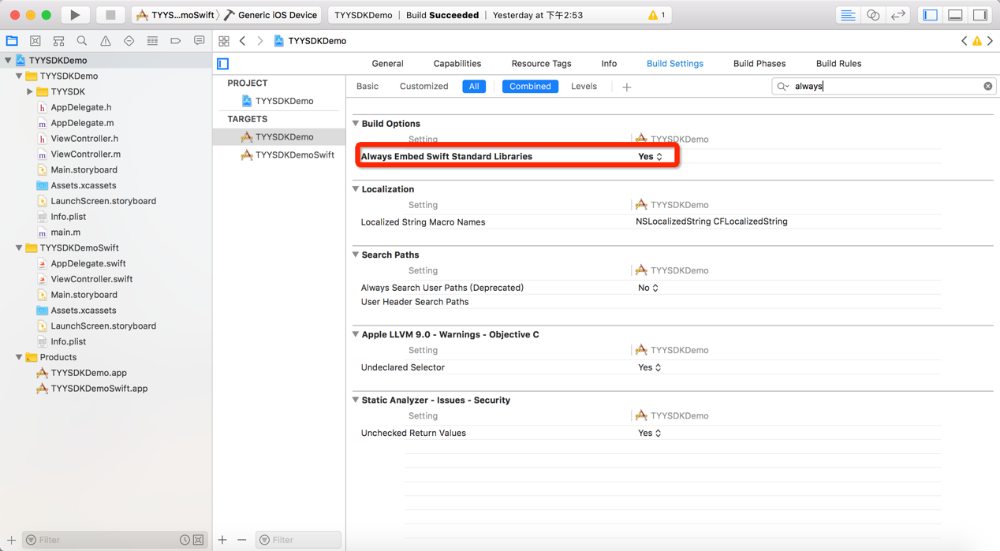 TYYS...moSwift Generic iOS Device TYYSDKDemo Build Succeeded Yesterday at 下午2:53 1
TYYSDKDemo
General Capabilities Resource Tags Info Build Settings Build Phases Build Rules
Basic Customized All Combined Levels always
TYYSDKDemo
TYYSDKDemo
TYYSDK
AppDelegate.h
AppDelegate.m
ViewController.h
ViewController.m
Main.storyboard
Assets.xcassets
LaunchScreen.storyboard
Info.plist
main.m
TYYSDKDemoSwift
AppDelegate.swift
ViewController.swift
Main.storyboard
Assets.xcassets
LaunchScreen.storyboard
Info.plist
Products
TYYSDKDemo.app
TYYSDKDemoSwift.app
Filter
PROJECT
TYYSDKDemo
TARGETS
TYYSDKDemo
TYYSDKDemoSwift
Filter
Build Options
Setting TYYSDKDemo
Always Embed Swift Standard Libraries Yes
Localization
Setting TYYSDKDemo
Localized String Macro Names NSLocalizedString CFLocalizedString
Search Paths
Setting TYYSDKDemo
Always Search User Paths (Deprecated) No
User Header Search Paths
Apple LLVM 9.0 - Warnings - Objective C
Setting TYYSDKDemo
Undeclared Selector Yes
Static Analyzer - Issues - Security
Setting TYYSDKDemo
Unchecked Return Values Yes